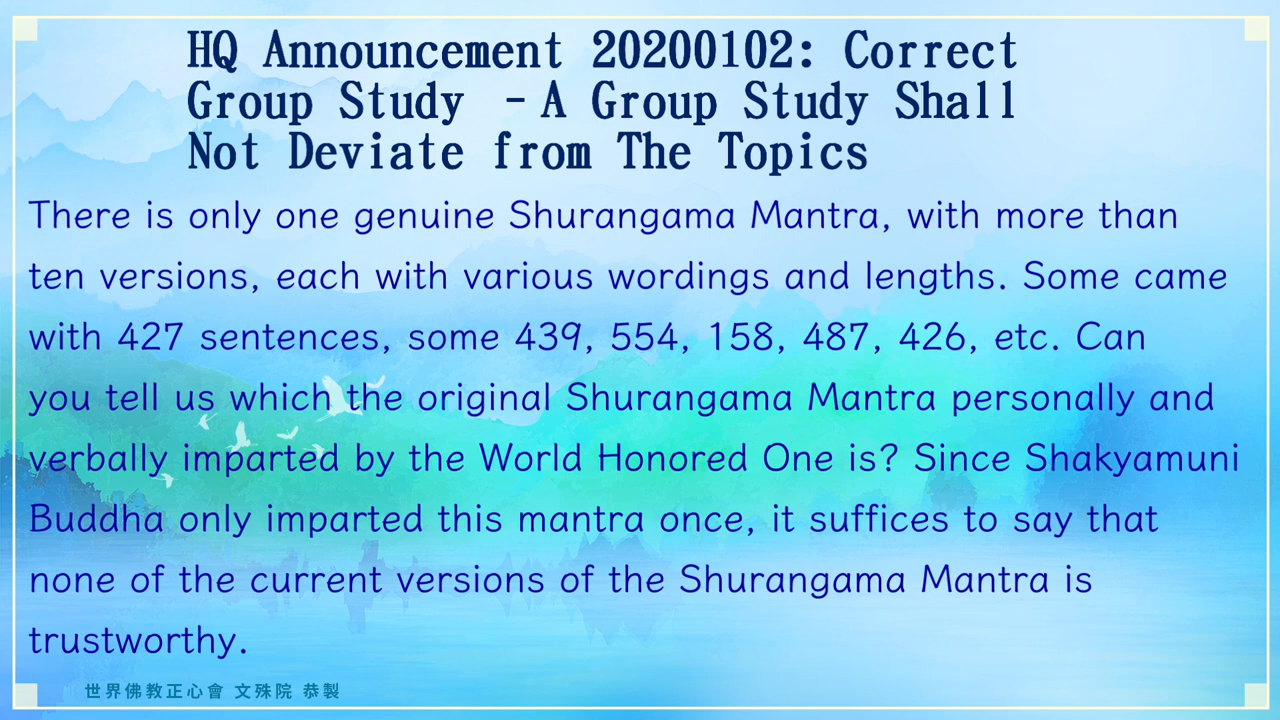 HQ Announcement 20200102: Correct
Group Study －A Group Study Shall
Not Deviate from The Topics
There is only one genuine Shurangama Mantra, with more than
ten versions, each with various wordings and lengths. Some came
with 427 sentences, some 439, 554, 158, 487, 426, etc. Can
you tell us which the original Shurangama Mantra personally and
verbally imparted by the World Honored One is? Since Shakyamuni
Buddha only imparted this mantra once, it suffices to say that
none of the current versions of the Shurangama Mantra is
trustworthy.
世界佛教正心會 文殊院 恭製